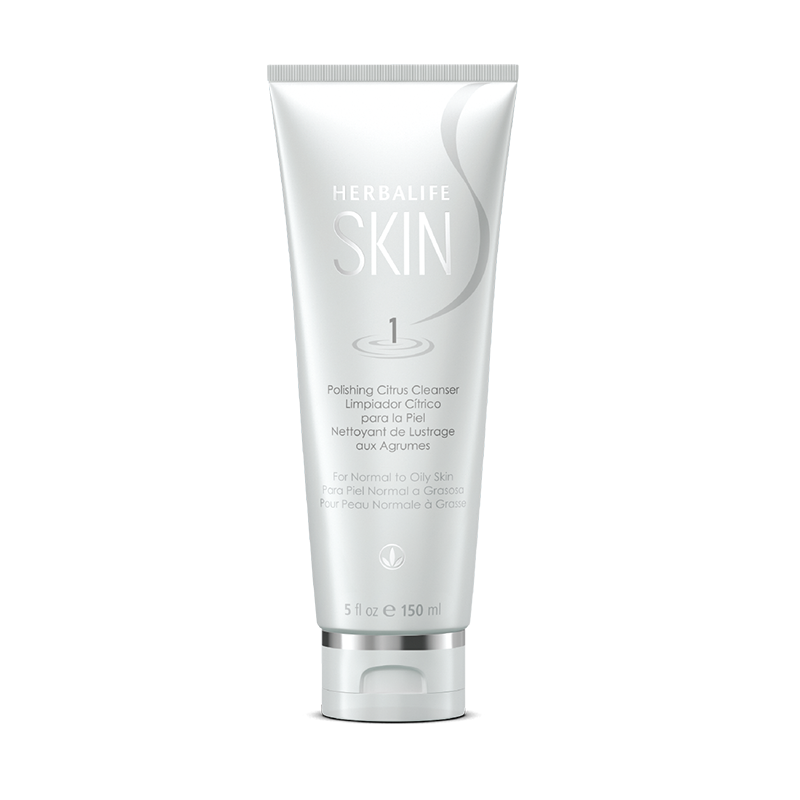 HERBALIFE
SKIN
1
Polishing Citrus Cleanser
Limpiador Cítrico
para la Piel
Nettoyant de Lustrage
aux Agrumes
For Normal to Oily Skin
Para Piel Normal a Grasosa
Pour Peau Normale à Grasse
5 fl oz ℮ 150 ml